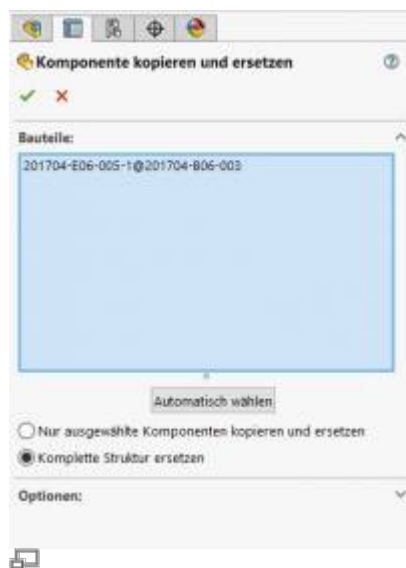 Komponente kopieren und ersetzen
Bauteile:
201704-E06-005-1@201704-B06-003
Automatisch wählen
Nur ausgewählte Komponenten kopieren und ersetzen
Komplette Struktur ersetzen
Optionen: